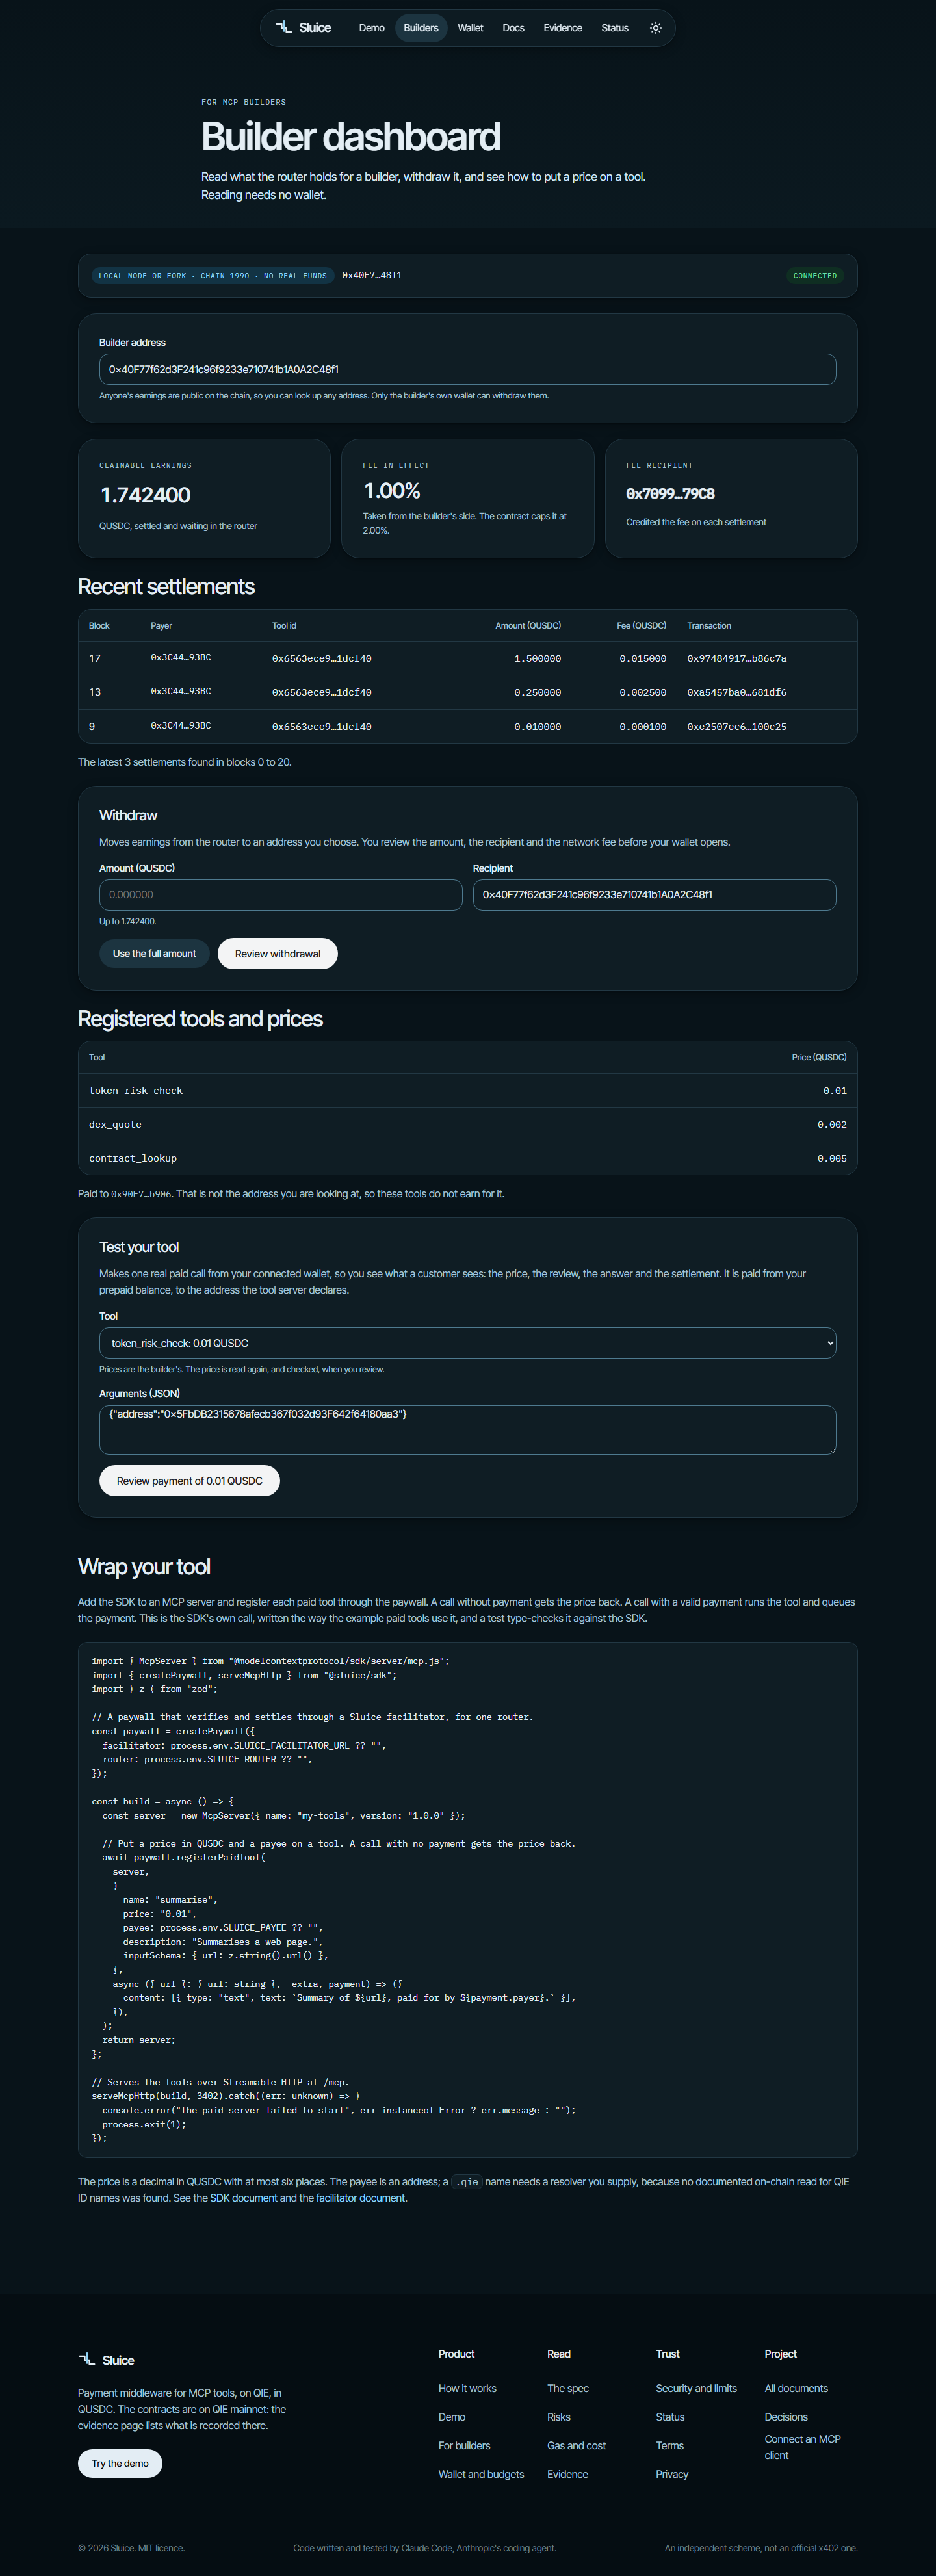 Sluice
Demo
Builders
Wallet
Docs
Evidence
Status
FOR MCP BUILDERS
Builder dashboard
Read what the router holds for a builder, withdraw it, and see how to put a price on a tool.
Reading needs no wallet.
LOCAL NODE OR FORK · CHAIN 1990 · NO REAL FUNDS 0x40F7…48f1
CONNECTED
Builder address
0x40F77f62d3F241c96f9233e710741b1A0A2C48f1
Anyone's earnings are public on the chain, so you can look up any address. Only the builder's own wallet can withdraw them.
CLAIMABLE EARNINGS
1.742400
QUSDC, settled and waiting in the router
FEE IN EFFECT
1.00%
Taken from the builder's side. The contract caps it at
2.00%.
FEE RECIPIENT
0x7099…79C8
Credited the fee on each settlement
Recent settlements
Block Payer Tool id Amount (QUSDC) Fee (QUSDC) Transaction
17 0x3C44…93BC 0x6563ece9…1dcf40 1.500000 0.015000 0x97484917…b86c7a
13 0x3C44…93BC 0x6563ece9…1dcf40 0.250000 0.002500 0xa5457ba0…681df6
9 0x3C44…93BC 0x6563ece9…1dcf40 0.010000 0.000100 0xe2507ec6…100c25
The latest 3 settlements found in blocks 0 to 20.
Withdraw
Moves earnings from the router to an address you choose. You review the amount, the recipient and the network fee before your wallet opens.
Amount (QUSDC)
0.000000
Up to 1.742400.
Recipient
0x40F77f62d3F241c96f9233e710741b1A0A2C48f1
Use the full amount
Review withdrawal
Registered tools and prices
Tool Price (QUSDC)
token_risk_check 0.01
dex_quote 0.002
contract_lookup 0.005
Paid to 0x90F7…b906. That is not the address you are looking at, so these tools do not earn for it.
Test your tool
Makes one real paid call from your connected wallet, so you see what a customer sees: the price, the review, the answer and the settlement. It is paid from your
prepaid balance, to the address the tool server declares.
Tool
token_risk_check: 0.01 QUSDC
Prices are the builder's. The price is read again, and checked, when you review.
Arguments (JSON)
{"address":"0x5FbDB2315678afecb367f032d93F642f64180aa3"}
Review payment of 0.01 QUSDC
Wrap your tool
Add the SDK to an MCP server and register each paid tool through the paywall. A call without payment gets the price back. A call with a valid payment runs the tool and queues
the payment. This is the SDK's own call, written the way the example paid tools use it, and a test type-checks it against the SDK.
import { McpServer } from "@modelcontextprotocol/sdk/server/mcp.js";
import { createPaywall, serveMcpHttp } from "@sluice/sdk";
import { z } from "zod";
// A paywall that verifies and settles through a Sluice facilitator, for one router.
const paywall = createPaywall({
facilitator: process.env.SLUICE_FACILITATOR_URL ?? "",
router: process.env.SLUICE_ROUTER ?? "",
});
const build = async () => {
const server = new McpServer({ name: "my-tools", version: "1.0.0" });
// Put a price in QUSDC and a payee on a tool. A call with no payment gets the price back.
await paywall.registerPaidTool(
server,
{
name: "summarise",
price: "0.01",
payee: process.env.SLUICE_PAYEE ?? "",
description: "Summarises a web page.",
inputSchema: { url: z.string().url() },
},
async ({ url }: { url: string }, _extra, payment) => ({
content: [{ type: "text", text: `Summary of ${url}, paid for by ${payment.payer}.` }],
}),
);
return server;
};
// Serves the tools over Streamable HTTP at /mcp.
serveMcpHttp(build, 3402).catch((err: unknown) => {
console.error("the paid server failed to start", err instanceof Error ? err.message : "");
process.exit(1);
});
The price is a decimal in QUSDC with at most six places. The payee is an address; a .qie name needs a resolver you supply, because no documented on-chain read for QIE
ID names was found. See the SDK document and the facilitator document.
Sluice
Payment middleware for MCP tools, on QIE, in
QUSDC. The contracts are on QIE mainnet: the
evidence page lists what is recorded there.
Try the demo
Product
How it works
Demo
For builders
Wallet and budgets
Read
The spec
Risks
Gas and cost
Evidence
Trust
Security and limits
Status
Terms
Privacy
Project
All documents
Decisions
Connect an MCP
client
© 2026 Sluice. MIT licence.
Code written and tested by Claude Code, Anthropic's coding agent.
An independent scheme, not an official x402 one.